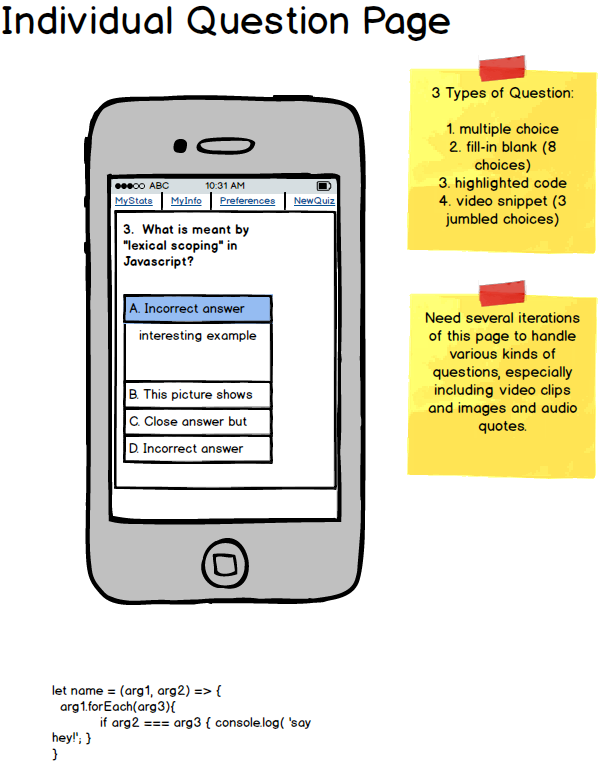 Individual Question Page
ABC 10:31 AM
MyStats MyInfo Preferences NewQuiz
3. What is meant by
"lexical scoping" in
Javascript?
A. Incorrect answer
interesting example
B. This picture shows
C. Close answer but
D. Incorrect answer
3 Types of Question:
1. multiple choice
2. fill-in blank (8
choices)
3. highlighted code
4. video snippet (3
jumbled choices)
Need several iterations
of this page to handle
various kinds of
questions, especially
including video clips
and images and audio
quotes.
let name = (arg1, arg2) => {
arg1.forEach(arg3){
if arg2 === arg3 { console.log( 'say
hey!'; }
}